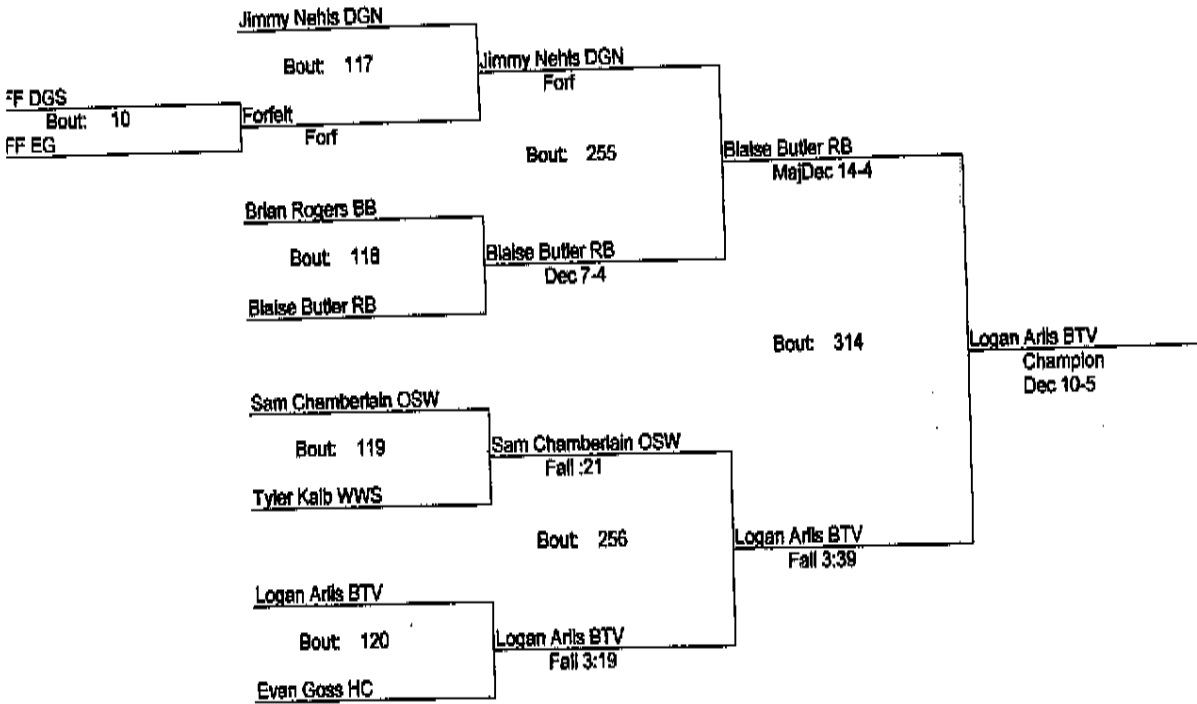 Jimmy Nehls DGN
Bout: 117
Jimmy Nehls DGN
Forf
FF DGS
Bout: 10
FF EG
Forfeit
Forf
Bout: 255
Blaise Butler RB
MajDec 14-4
Brian Rogers BB
Bout: 118
Blaise Butler RB
Dec 7-4
Blaise Butler RB
Bout: 314
Logan Arlis BTV
Champion
Dec 10-5
Sam Chamberlain OSW
Bout: 119
Sam Chamberlain OSW
Fall :21
Tyler Kalb WWS
Bout: 256
Logan Arlis BTV
Fall 3:39
Logan Arlis BTV
Bout: 120
Logan Arlis BTV
Fall 3:19
Evan Goss HC